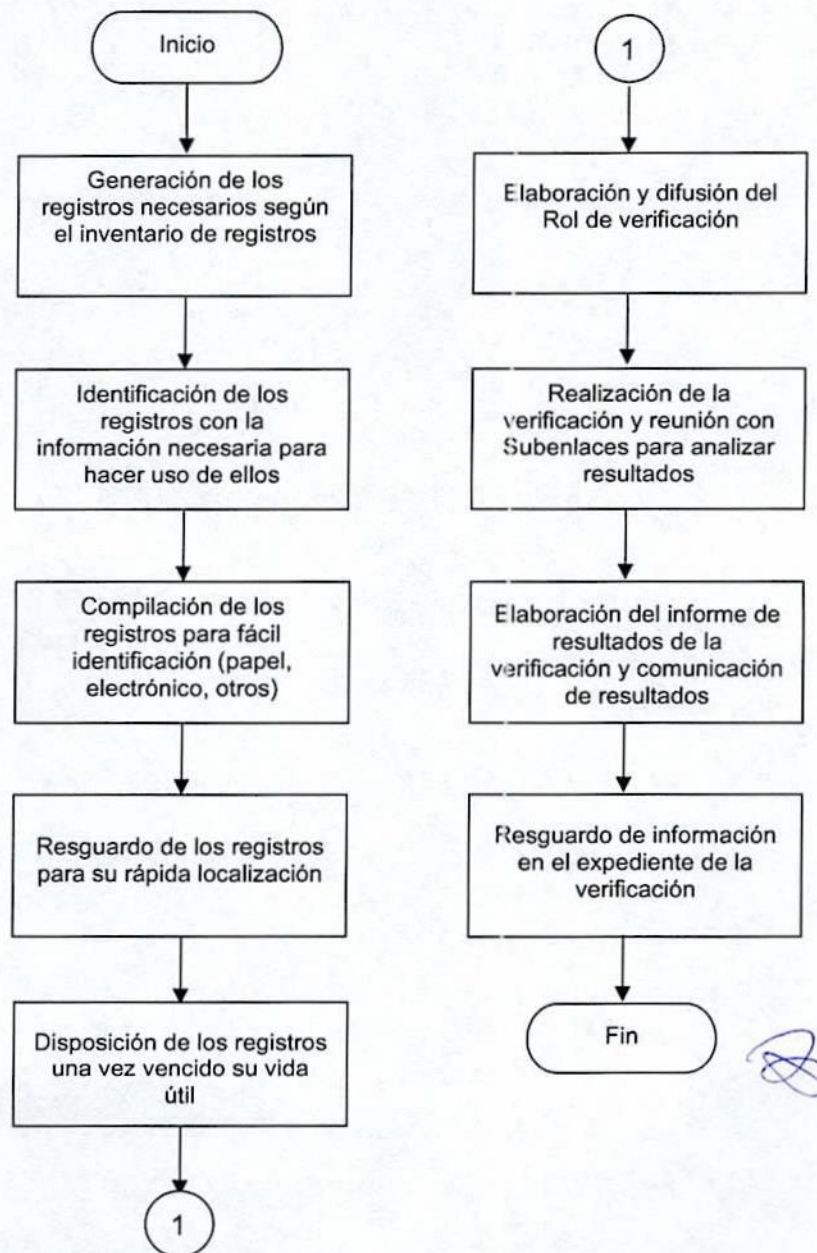 Inicio
Generación de los
registros necesarios según
el inventario de registros
Identificación de los
registros con la
información necesaria para
hacer uso de ellos
Compilación de los
registros para fácil
identificación (papel,
electrónico, otros)
Resguardo de los registros
para su rápida localización
Disposición de los registros
una vez vencido su vida
útil
1
1
Elaboración y difusión del
Rol de verificación
Realización de la
verificación y reunión con
Subenlaces para analizar
resultados
Elaboración del informe de
resultados de la
verificación y comunicación
de resultados
Resguardo de información
en el expediente de la
verificación
Fin